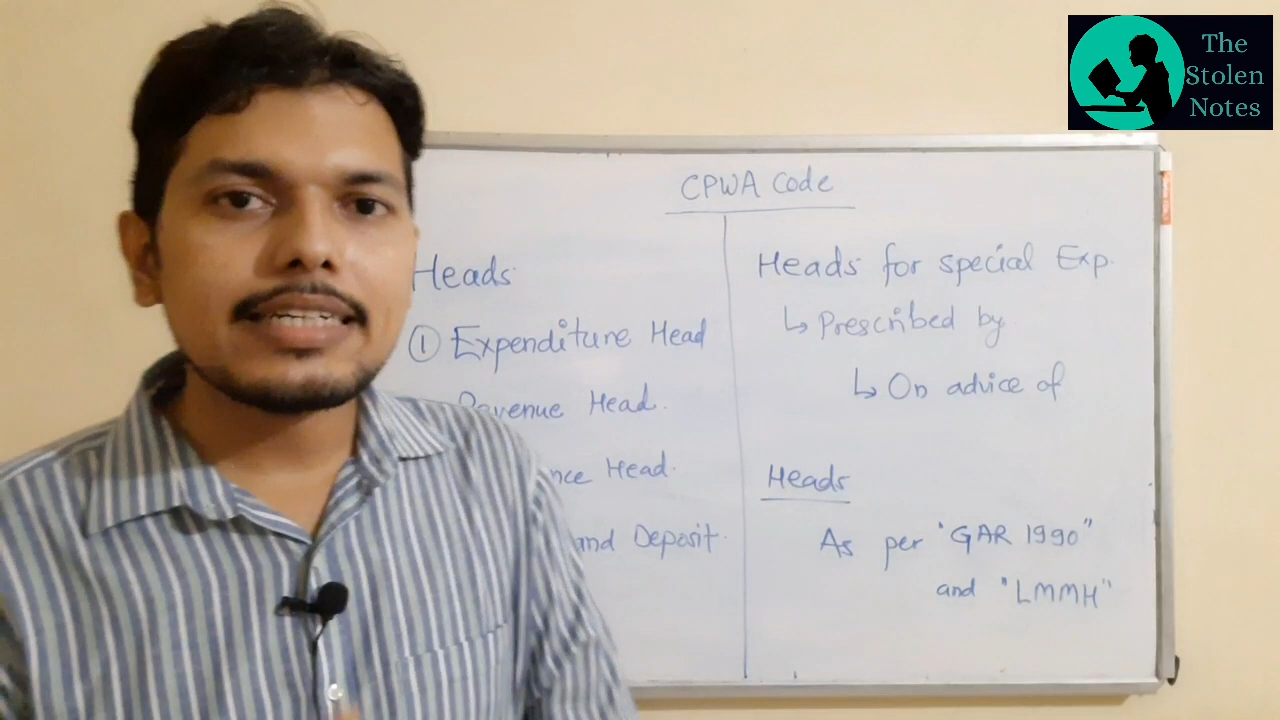 The
Stolen
Notes
CPWA Code
Heads
① Expenditure Head
Revenue Head.
Head.
and Deposit.
Heads for special Exp.
↳ Prescribed by
↳ On advice of
Heads
As per "GAR 1990"
and "LMMH"